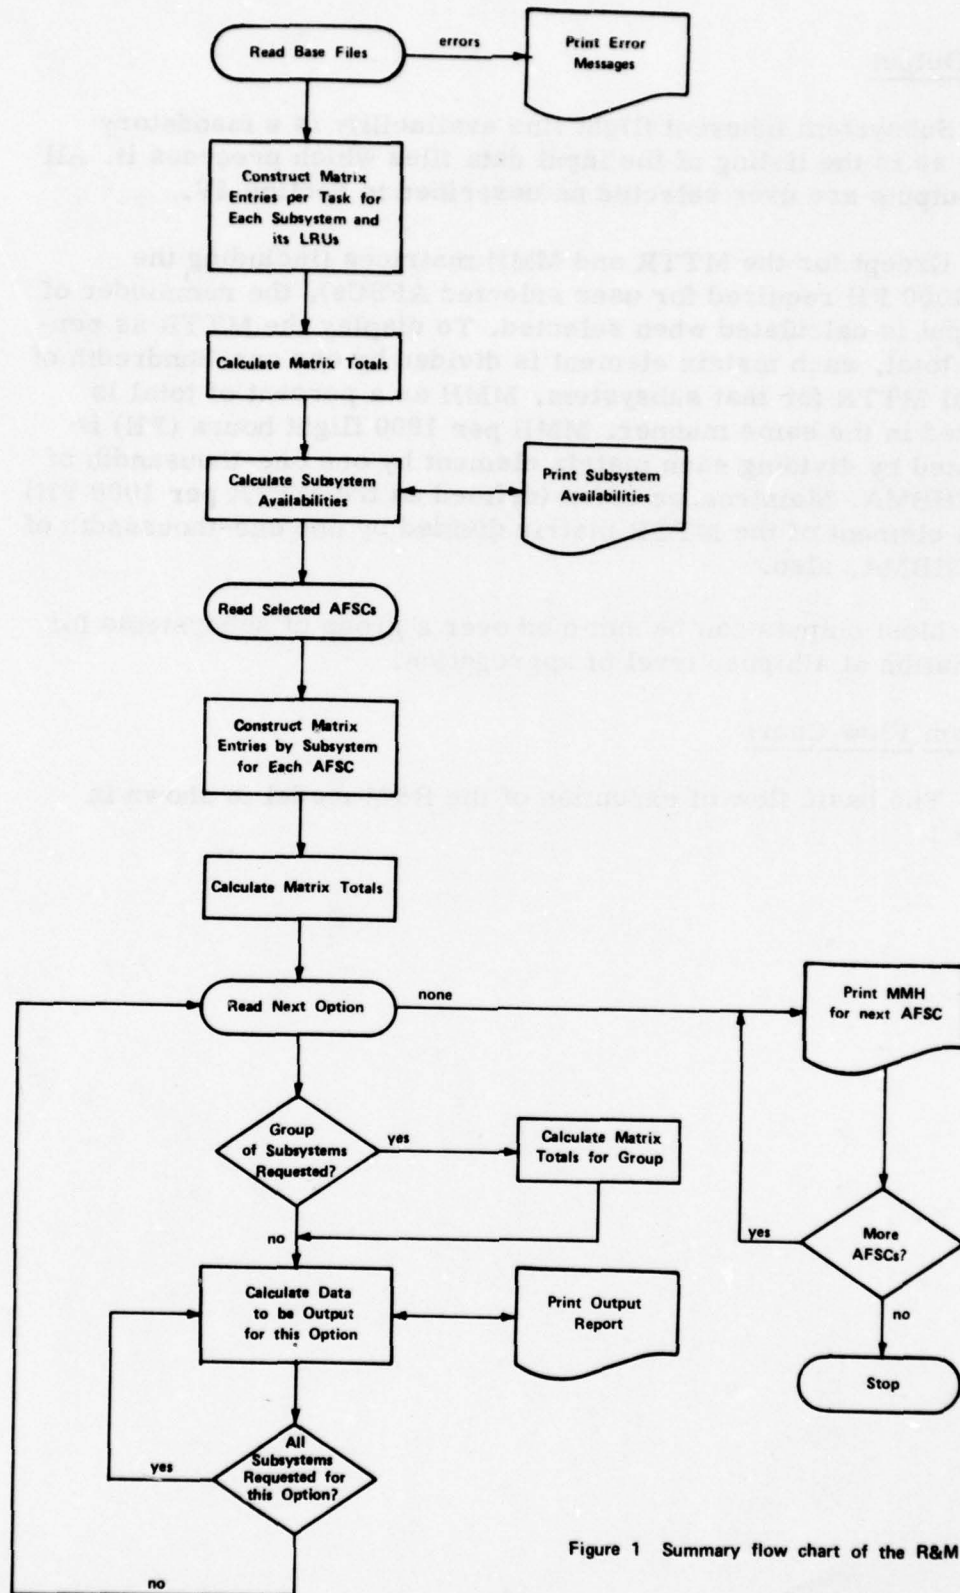 Read Base Files
errors
Print Error
Messages
Construct Matrix
Entries per Task for
Each Subsystem and
its LRUs
Calculate Matrix Totals
Calculate Subsystem
Availabilities
Print Subsystem
Availabilities
Read Selected AFSCs
Construct Matrix
Entries by Subsystem
for Each AFSC
Calculate Matrix Totals
Read Next Option
none
Print MMH
for next AFSC
Group
of Subsystems
Requested?
yes
Calculate Matrix
Totals for Group
no
yes
More
AFSCs?
Calculate Data
to be Output
for this Option
Print Output
Report
no
Stop
All
Subsystems
Requested for
this Option?
yes
no
Figure 1 Summary flow chart of the R&M